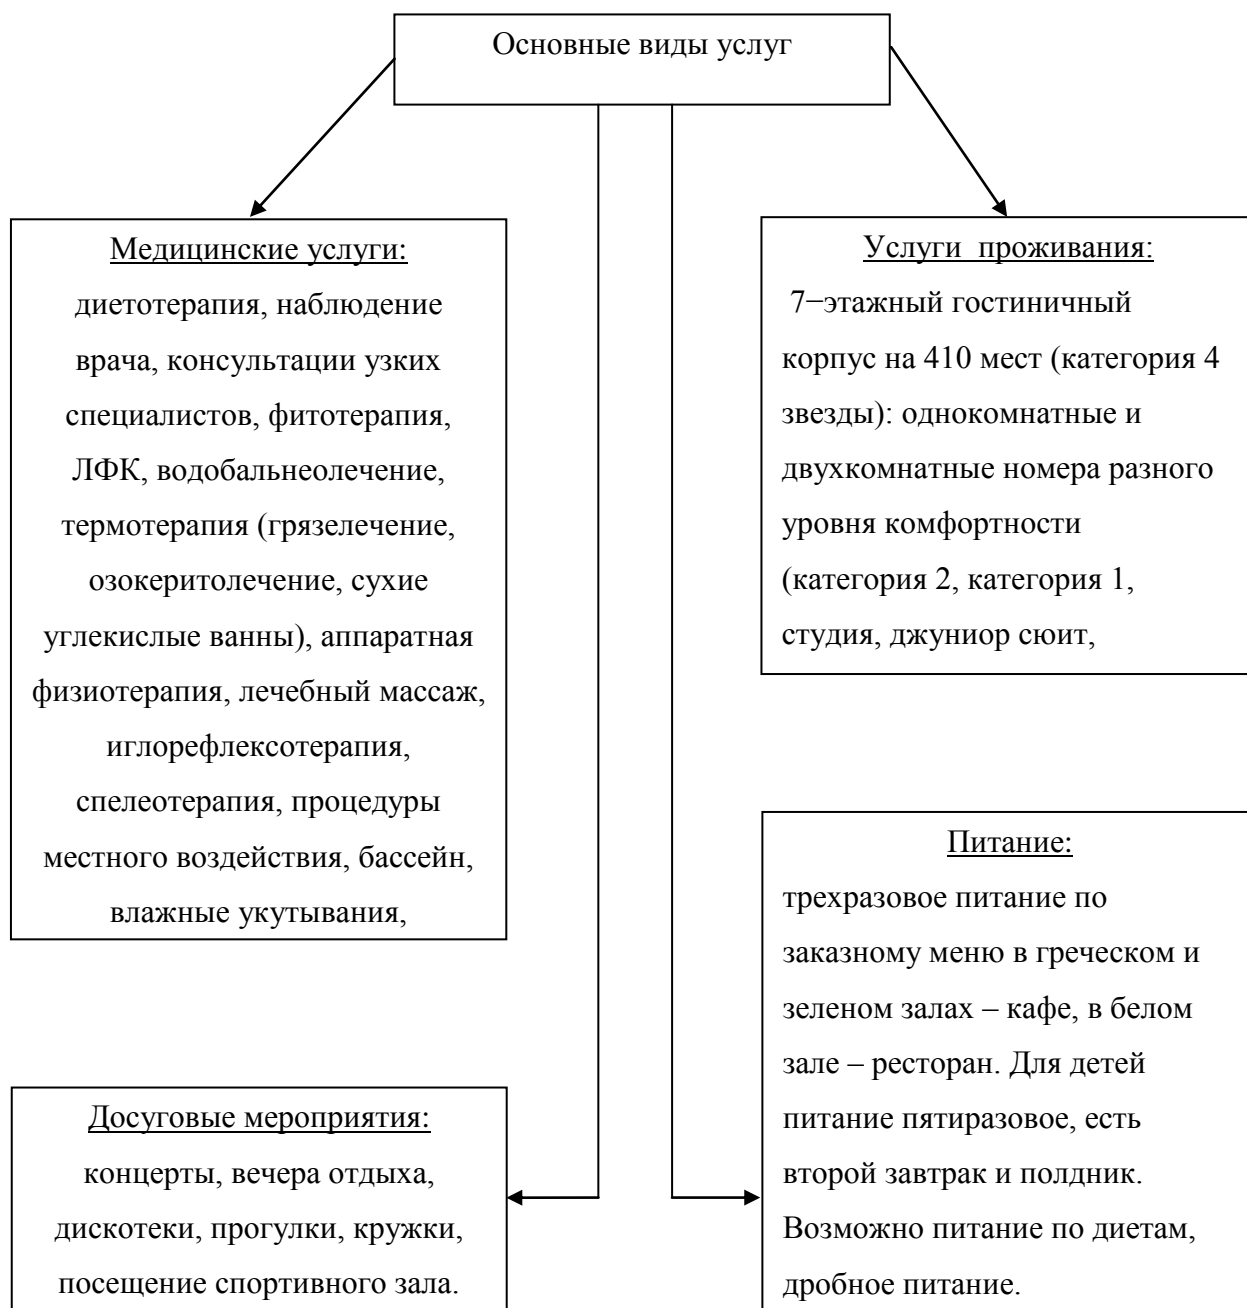 Основные виды услуг
Медицинские услуги:
диетотерапия, наблюдение
врача, консультации узких
специалистов, фитотерапия,
ЛФК, водобальнеолечение,
термотерапия (грязелечение,
озокеритолечение, сухие
углекислые ванны), аппаратная
физиотерапия, лечебный массаж,
иглорефлексотерапия,
спелеотерапия, процедуры
местного воздействия, бассейн,
влажные укутывания,
Услуги  проживания:
7−этажный гостиничный
корпус на 410 мест (категория 4
звезды): однокомнатные и
двухкомнатные номера разного
уровня комфортности
(категория 2, категория 1,
студия, джуниор сюит,
Досуговые мероприятия:
концерты, вечера отдыха,
дискотеки, прогулки, кружки,
посещение спортивного зала.
Питание:
трехразовое питание по
заказному меню в греческом и
зеленом залах – кафе, в белом
зале – ресторан. Для детей
питание пятиразовое, есть
второй завтрак и полдник.
Возможно питание по диетам,
дробное питание.